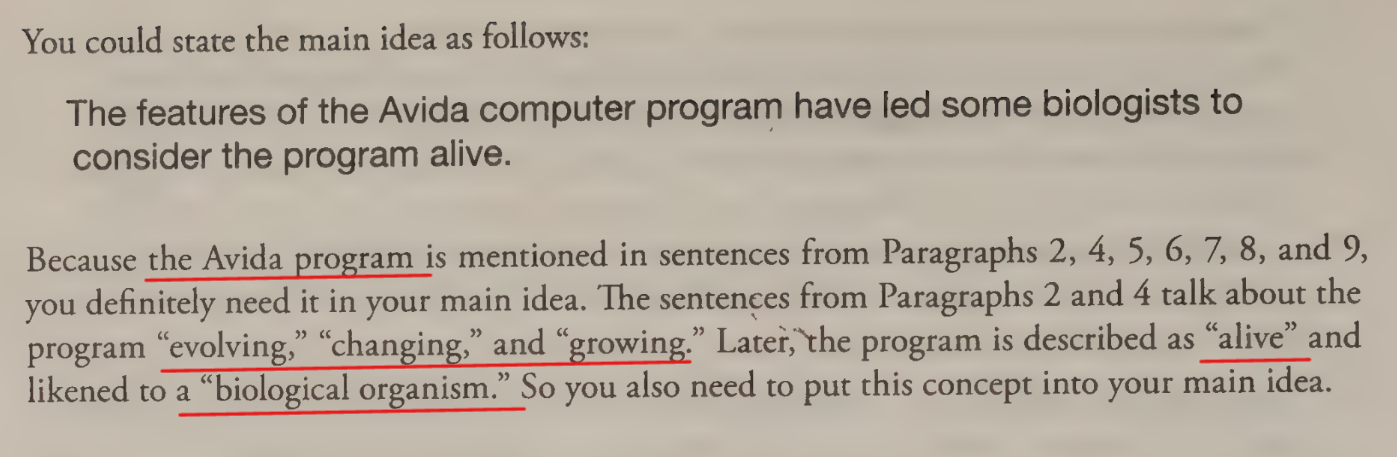 You could state the main idea as follows:
The features of the Avida computer program have led some biologists to
consider the program alive.
Because the Avida program is mentioned in sentences from Paragraphs 2, 4, 5, 6, 7, 8, and 9,
you definitely need it in your main idea. The sentences from Paragraphs 2 and 4 talk about the
program “evolving,” “changing,” and “growing.” Later, the program is described as “alive” and
likened to a “biological organism.” So you also need to put this concept into your main idea.